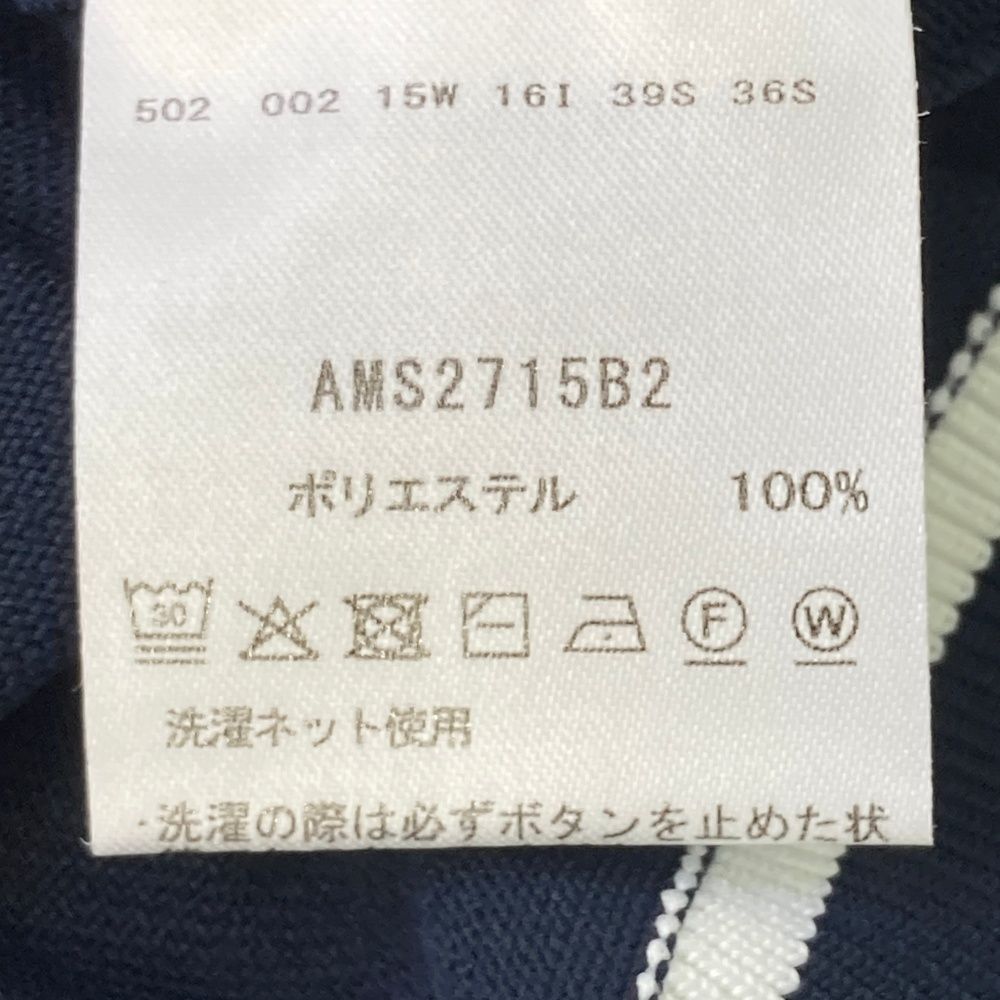 502 002 15W 16I 39S 36S
AMS2715B2
ポリエステル 100%
30 F W
洗濯ネット使用
・洗濯の際は必ずボタンを止めた状